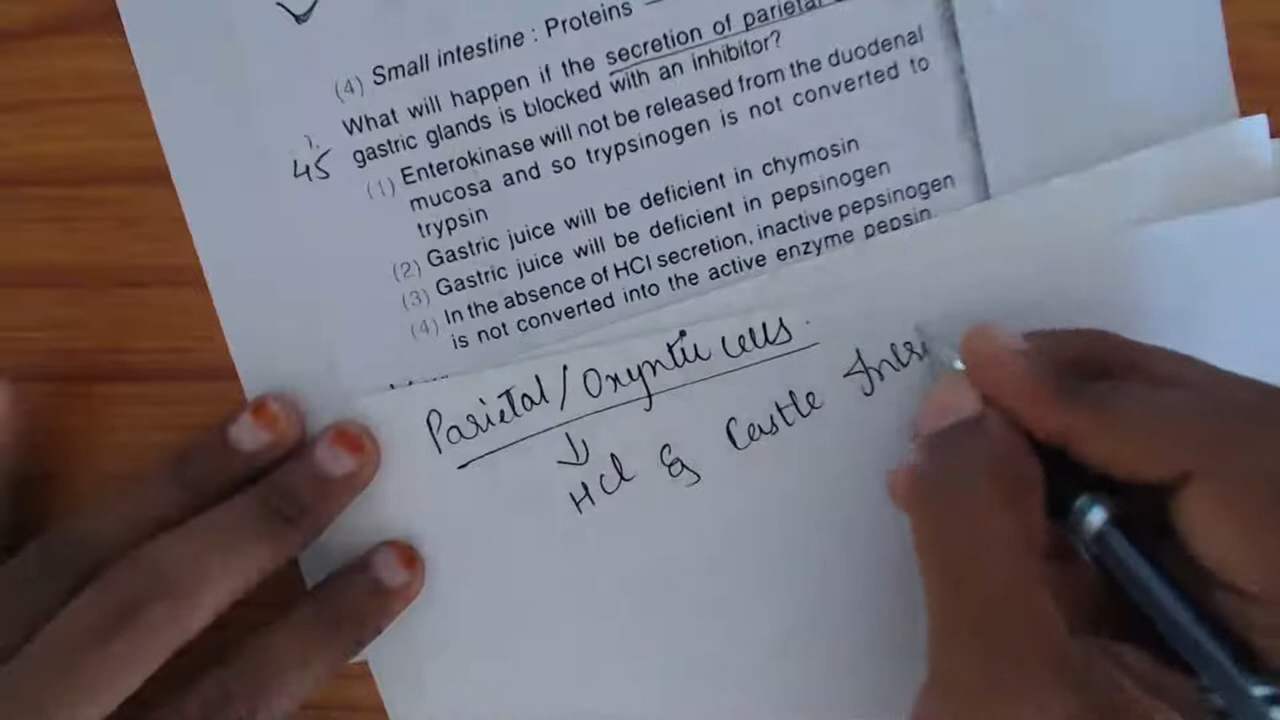 (4) Small intestine : Proteins
45
What will happen if the secretion of parietal
gastric glands is blocked with an inhibitor?
(1) Enterokinase will not be released from the duodenal
mucosa and so trypsinogen is not converted to
trypsin
(2) Gastric juice will be deficient in chymosin
(3) Gastric juice will be deficient in pepsinogen
(4) In the absence of HCl secretion, inactive pepsinogen
is not converted into the active enzyme pepsin.
Parietal / Oxyntic cells.
HCl & Castle